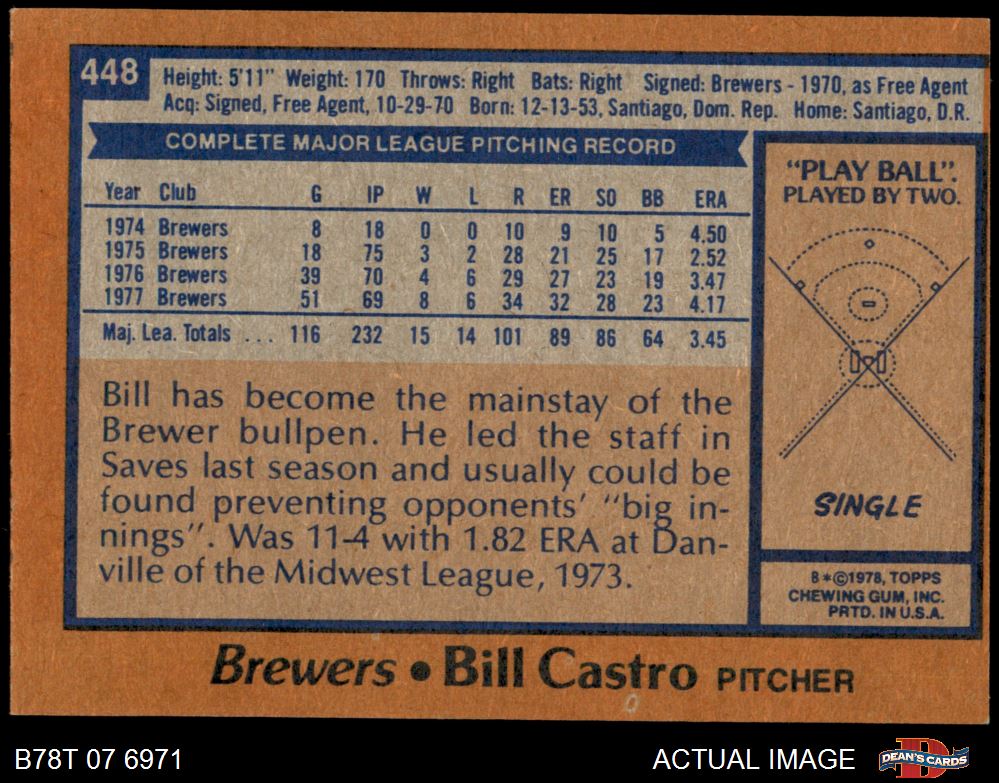 448
Height: 5'11" Weight: 170 Throws: Right Bats: Right Signed: Brewers - 1970, as Free Agent
Acq: Signed, Free Agent, 10-29-70 Born: 12-13-53, Santiago, Dom. Rep. Home: Santiago, D.R.
COMPLETE MAJOR LEAGUE PITCHING RECORD
Year Club G IP W L R ER SO BB ERA
1974 Brewers 8 18 0 0 10 9 10 5 4.50
1975 Brewers 18 75 3 2 28 21 25 17 2.52
1976 Brewers 39 70 4 6 29 27 23 19 3.47
1977 Brewers 51 69 8 6 34 32 28 23 4.17
Maj. Lea. Totals ... 116 232 15 14 101 89 86 64 3.45
Bill has become the mainstay of the
Brewer bullpen. He led the staff in
Saves last season and usually could be
found preventing opponents' "big in-
nings". Was 11-4 with 1.82 ERA at Dan-
ville of the Midwest League, 1973.
"PLAY BALL".
PLAYED BY TWO.
SINGLE
B*©1978, TOPPS
CHEWING GUM, INC.
PRTD. IN U.S.A.
Brewers • Bill Castro PITCHER
B78T 07 6971
ACTUAL IMAGE
DEAN'S CARDS